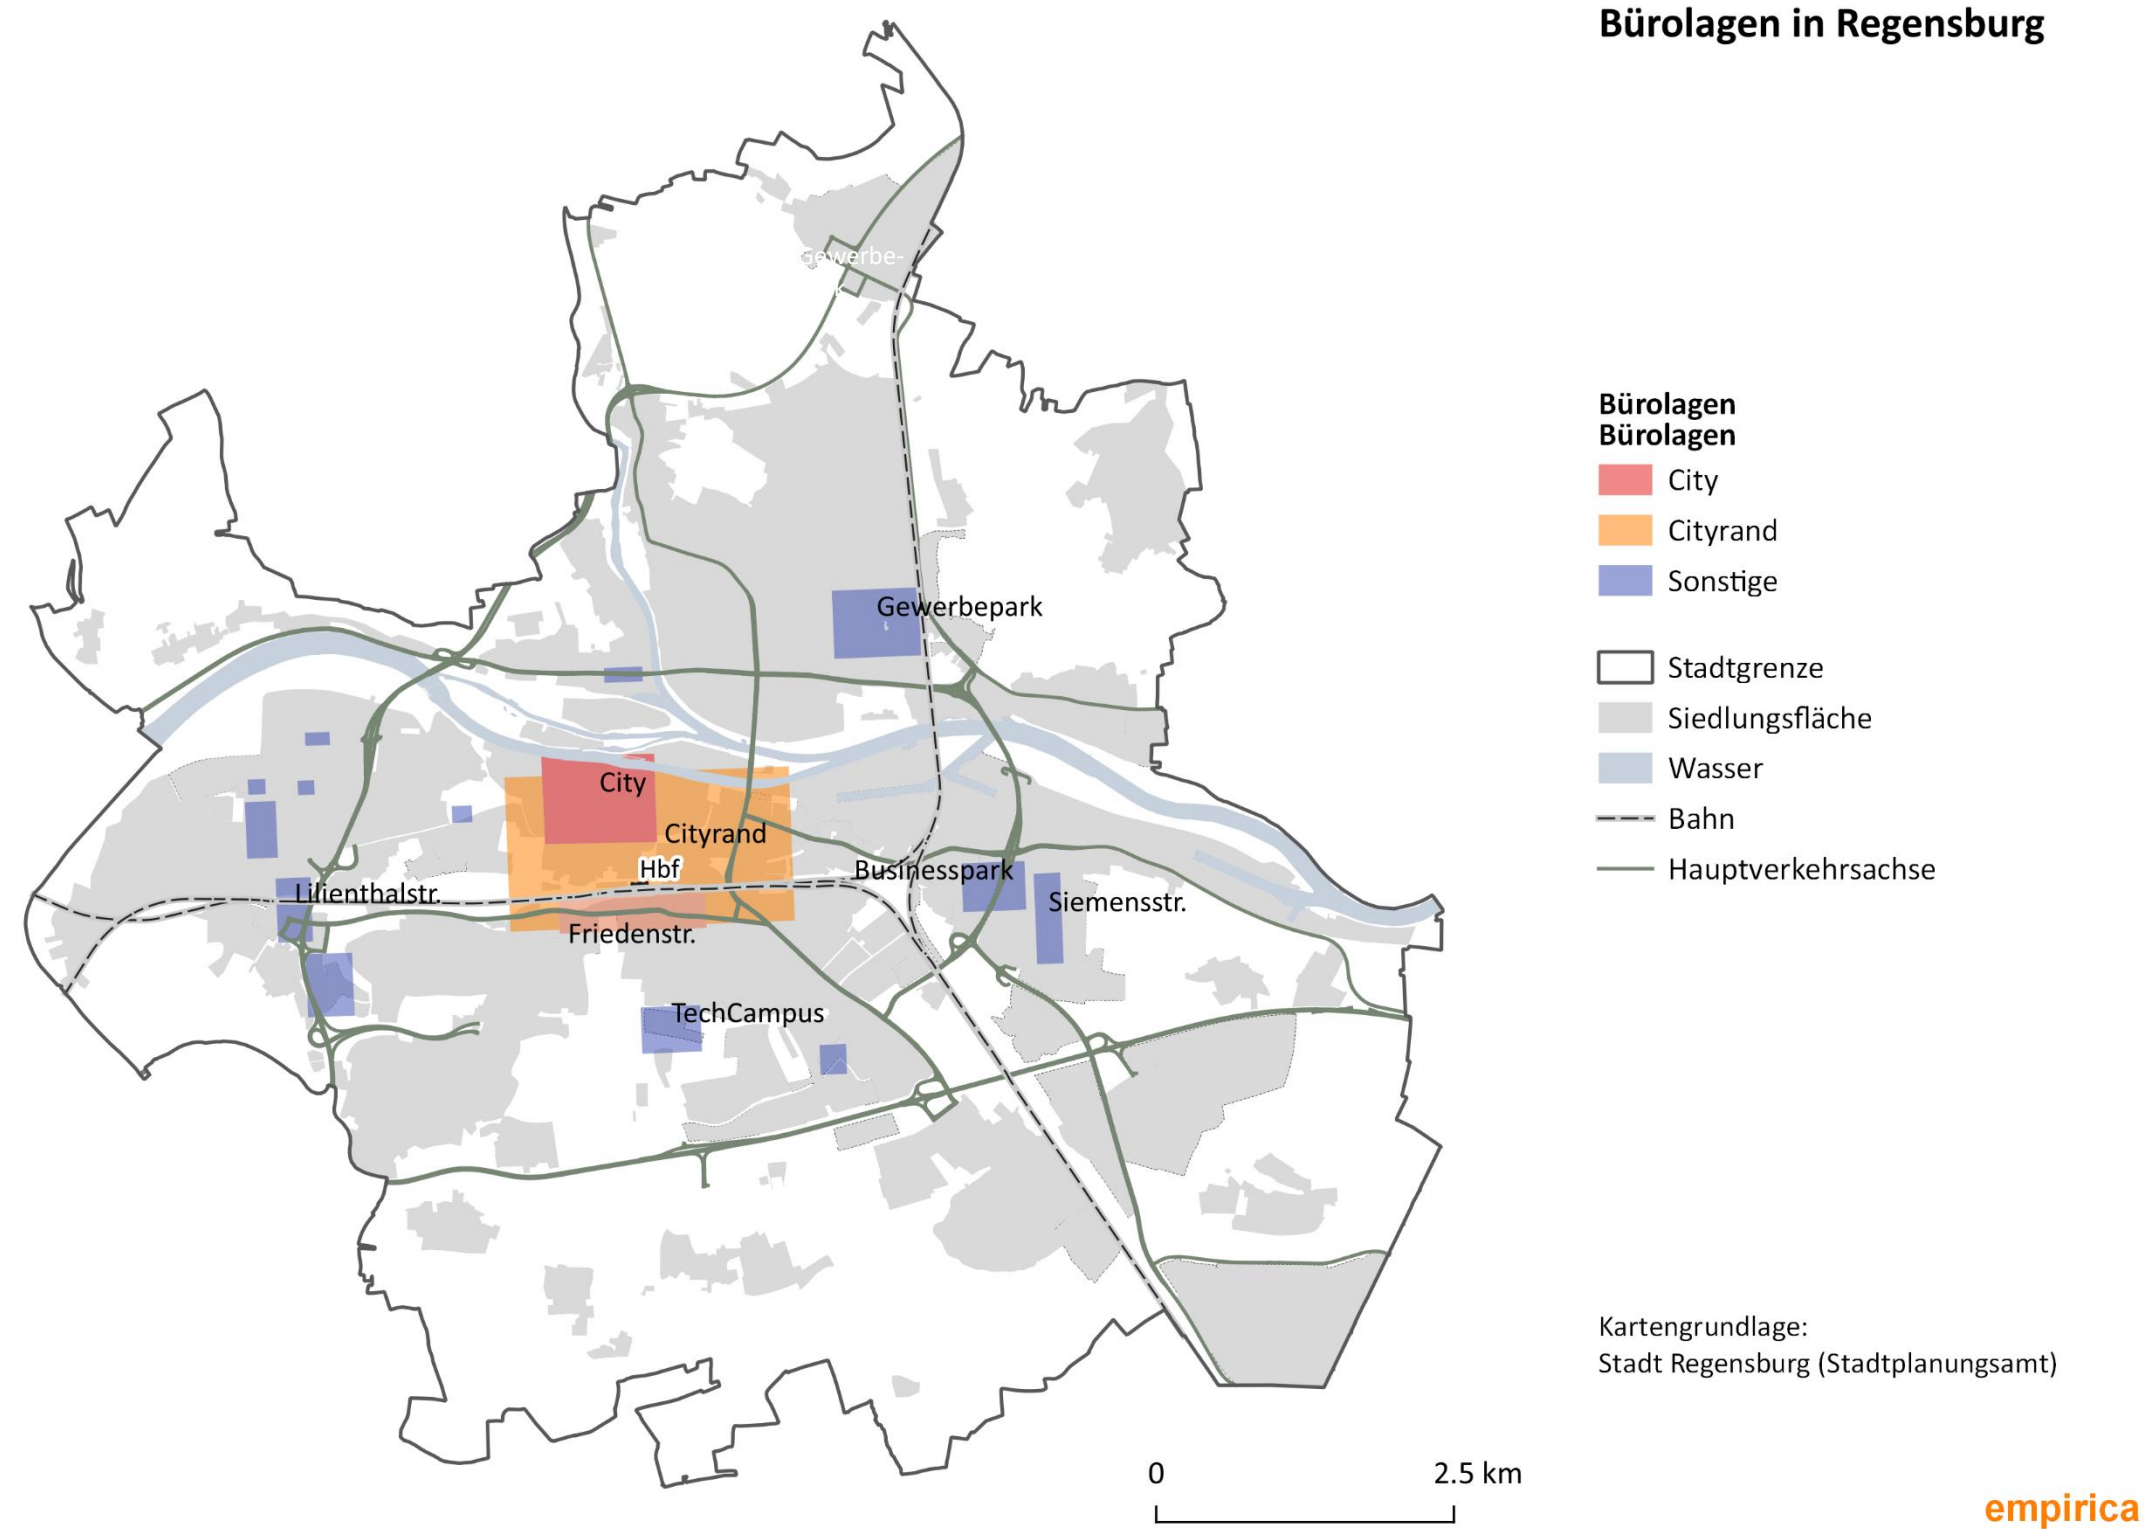 Bürolagen in Regensburg
Gewerbe-
k
Bürolagen
Bürolagen
City
Cityrand
Sonstige
Gewerbepark
Stadtgrenze
Siedlungsfläche
Wasser
Bahn
Hauptverkehrsachse
City
Cityrand
Hbf
Businesspark
Lilienthalstr.
Siemensstr.
Friedenstr.
TechCampus
Kartengrundlage:
Stadt Regensburg (Stadtplanungsamt)
0 2.5 km
empirica